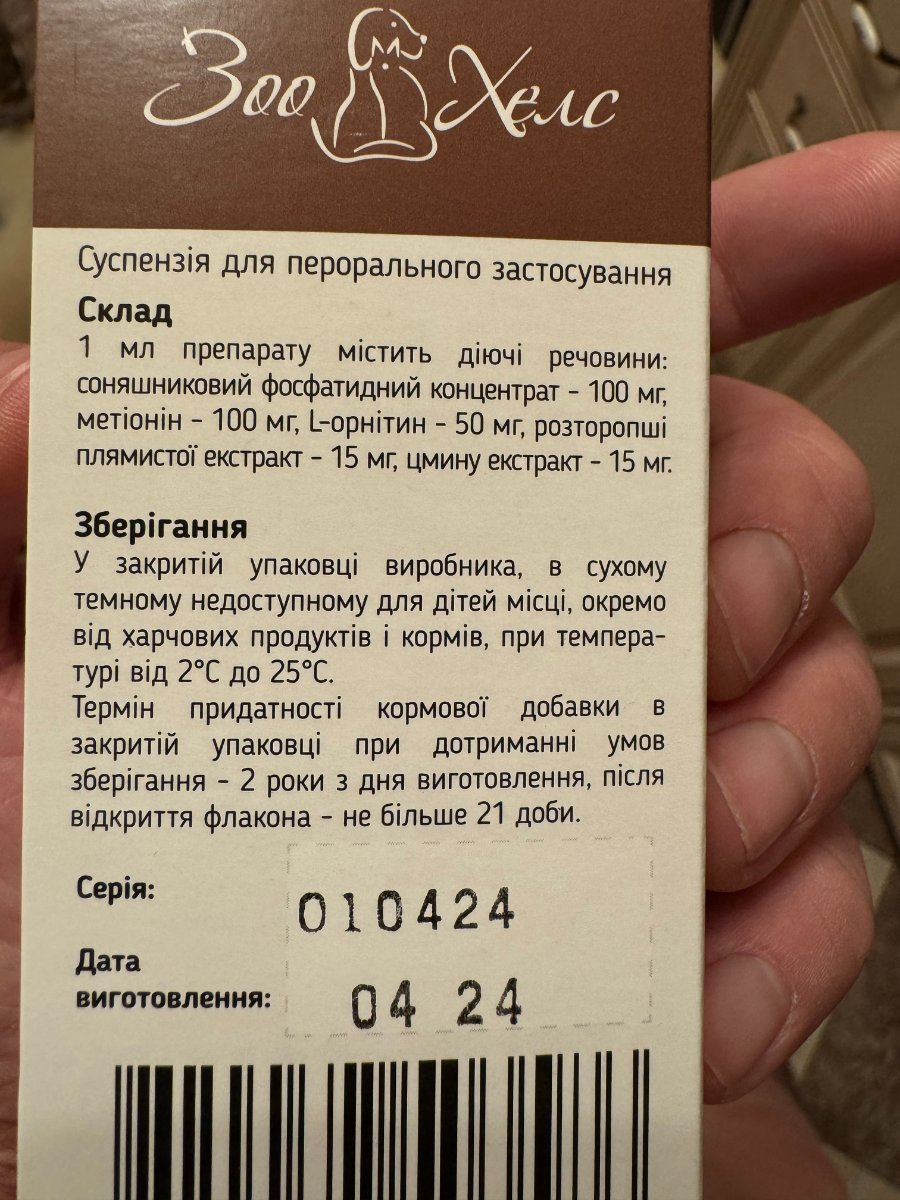 Зоо Хелс
Суспензія для перорального застосування
Склад
1 мл препарату містить діючі речовини:
соняшниковий фосфатидний концентрат - 100 мг,
метіонін - 100 мг, L-орнітин - 50 мг, розторопші
плямистої екстракт - 15 мг, цмину екстракт - 15 мг.
Зберігання
У закритій упаковці виробника, в сухому
темному недоступному для дітей місці, окремо
від харчових продуктів і кормів, при темпера-
турі від 2°С до 25°С.
Термін придатності кормової добавки в
закритій упаковці при дотриманні умов
зберігання - 2 роки з дня виготовлення, після
відкриття флакона - не більше 21 доби.
Серія:
010424
Дата
виготовлення:
04 24